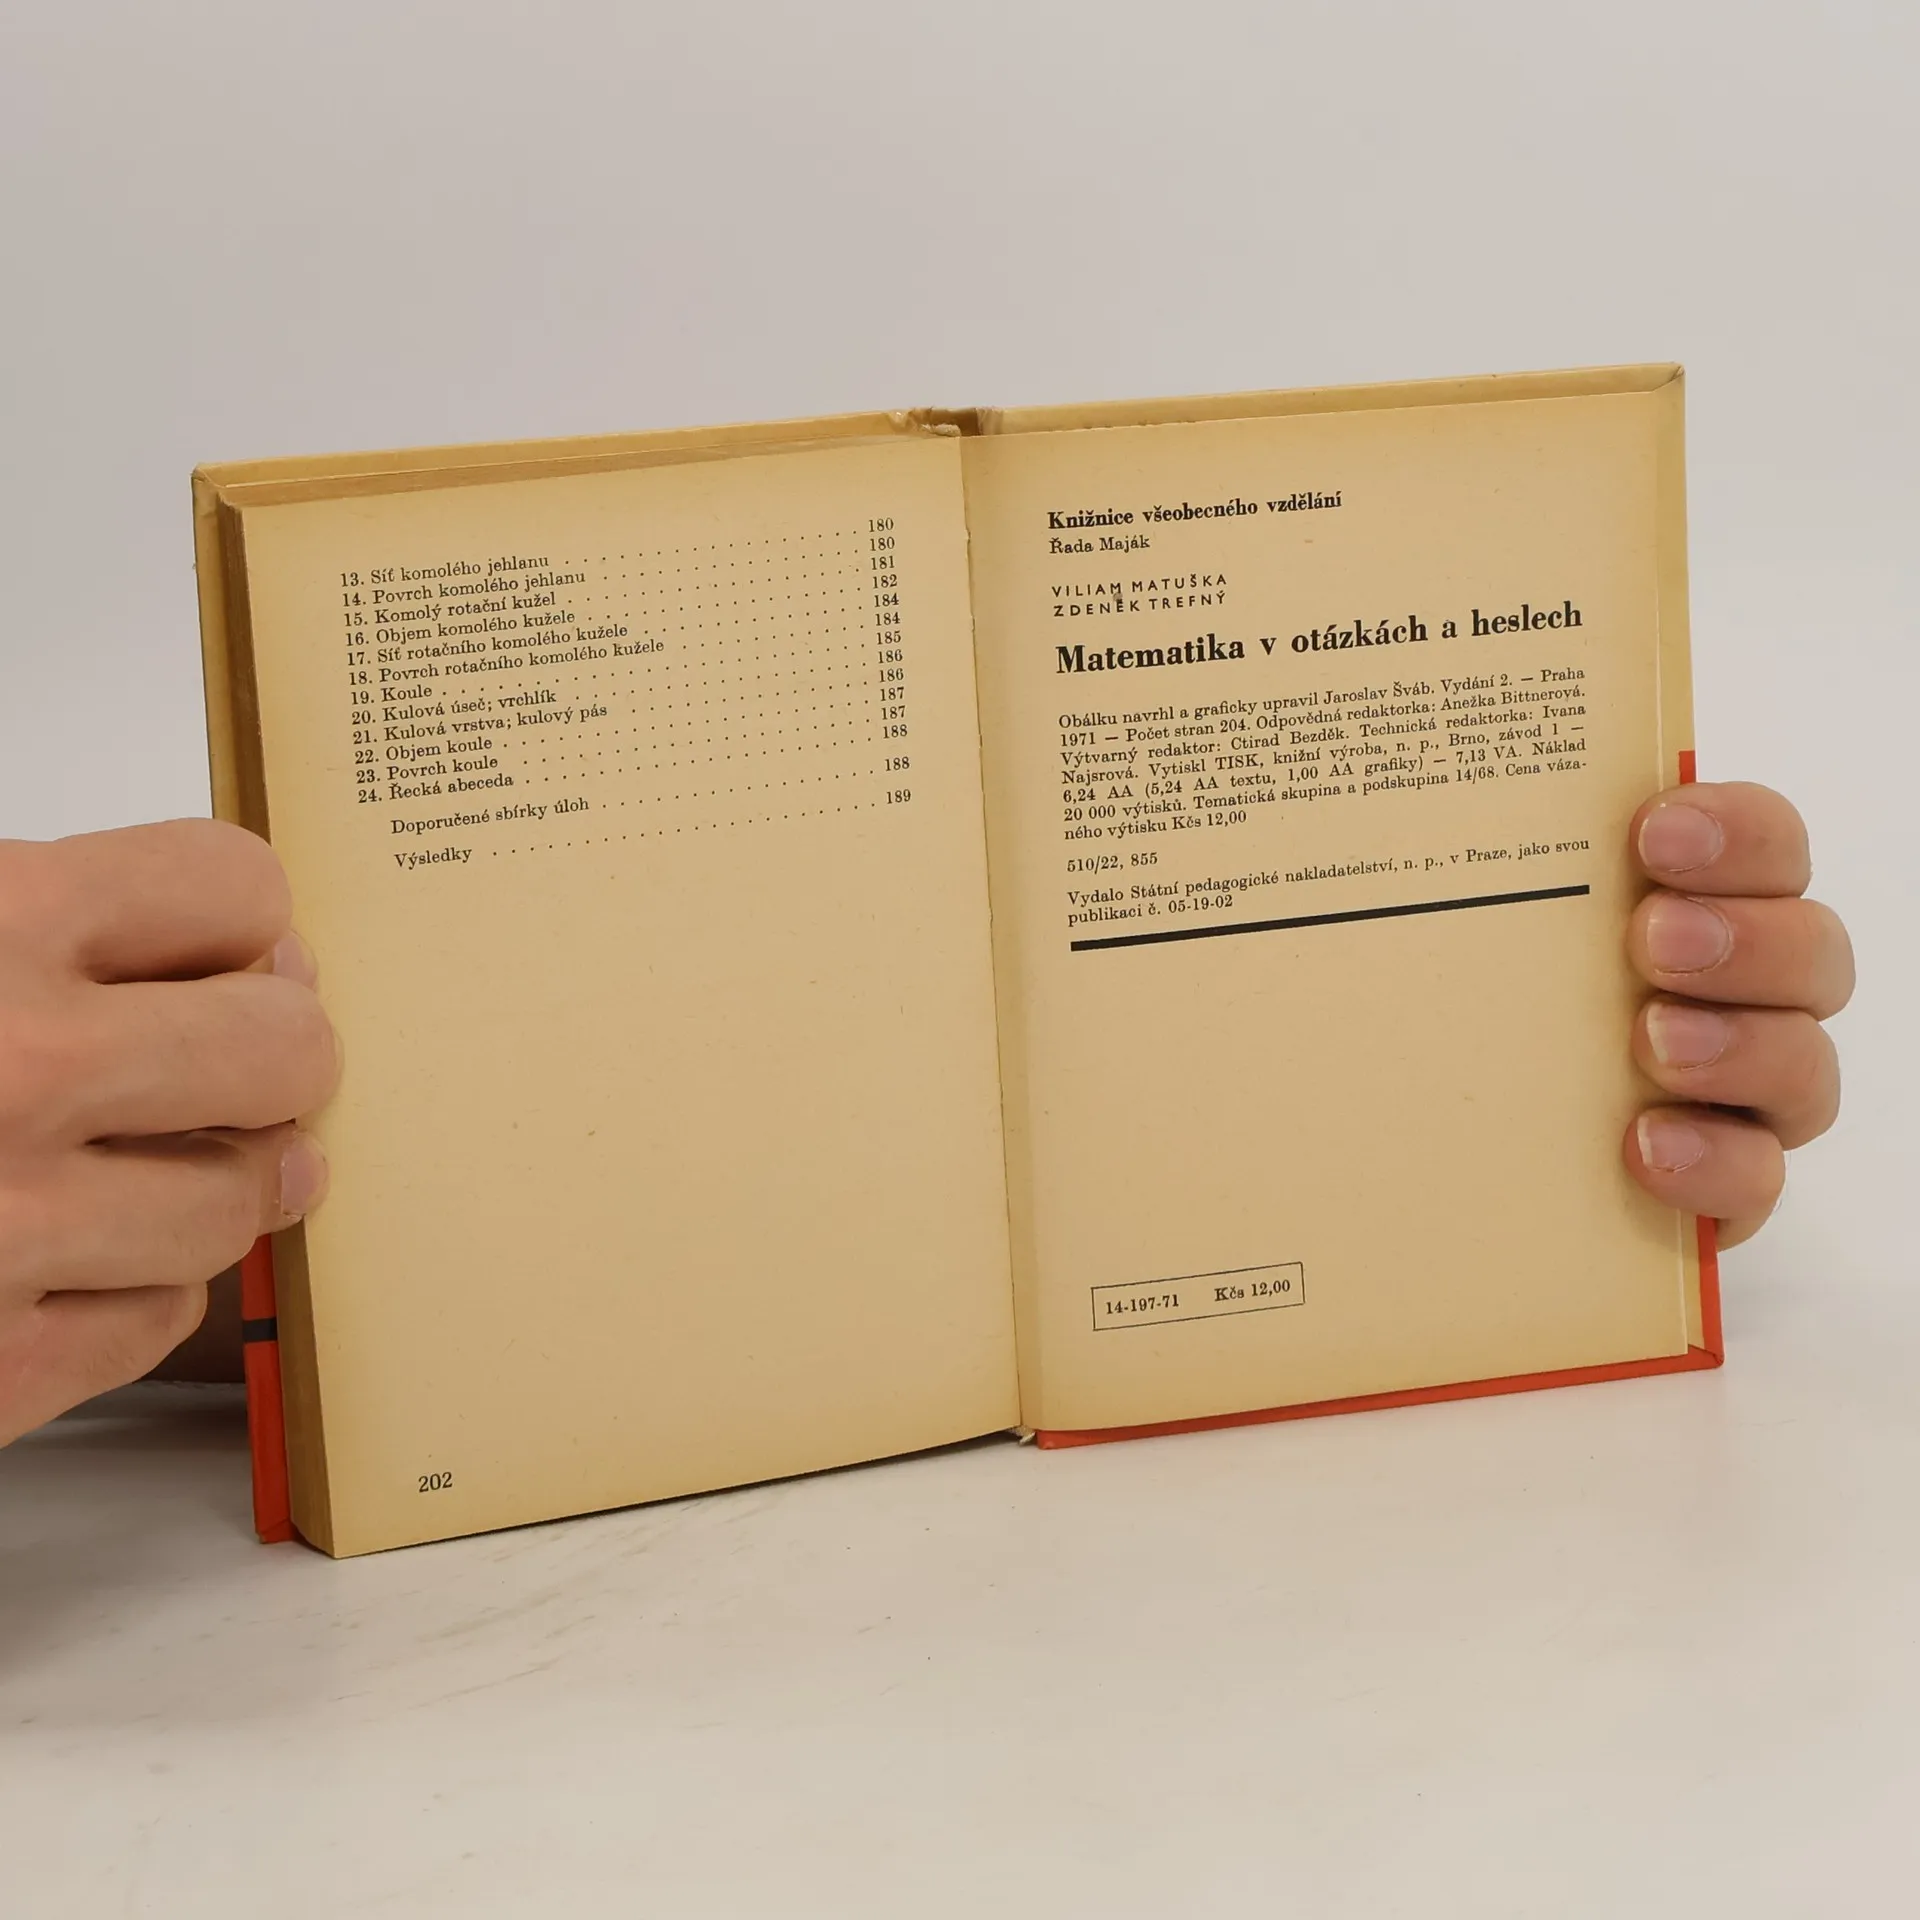 13. Síť komolého jehlanu . . . . . . . . . . . . . . . . 180
14. Povrch komolého jehlanu . . . . . . . . . . . . . . 180
15. Komolý rotační kužel . . . . . . . . . . . . . . . . 181
16. Objem komolého kužele . . . . . . . . . . . . . . . 182
17. Síť rotačního komolého kužele . . . . . . . . . . . . 184
18. Povrch rotačního komolého kužele . . . . . . . . . . 184
19. Koule . . . . . . . . . . . . . . . . . . . . . . . 185
20. Kulová úseč; vrchlík . . . . . . . . . . . . . . . . 186
21. Kulová vrstva; kulový pás . . . . . . . . . . . . . . 186
22. Objem koule . . . . . . . . . . . . . . . . . . . . 187
23. Povrch koule . . . . . . . . . . . . . . . . . . . . 187
24. Řecká abeceda . . . . . . . . . . . . . . . . . . . 188
Doporučené sbírky úloh . . . . . . . . . . . . . . . 188
Výsledky . . . . . . . . . . . . . . . . . . . . . . 189
202
Knižnice všeobecného vzdělání
Řada Maják
VILIAM MATUŠKA
ZDENĚK TREFNÝ
Matematika v otázkách a heslech
Obálku navrhl a graficky upravil Jaroslav Šváb. Vydání 2. — Praha
1971 — Počet stran 204. Odpovědná redaktorka: Anežka Bittnerová.
Výtvarný redaktor: Ctirad Bezděk. Technická redaktorka: Ivana
Najsrová. Vytiskl TISK, knižní výroba, n. p., Brno, závod 1 —
6,24 AA (5,24 AA textu, 1,00 AA grafiky) — 7,13 VA. Náklad
20 000 výtisků. Tematická skupina a podskupina 14/68. Cena váza-
ného výtisku Kčs 12,00
510/22, 855
Vydalo Státní pedagogické nakladatelství, n. p., v Praze, jako svou
publikaci č. 05-19-02
14-197-71 Kčs 12,00